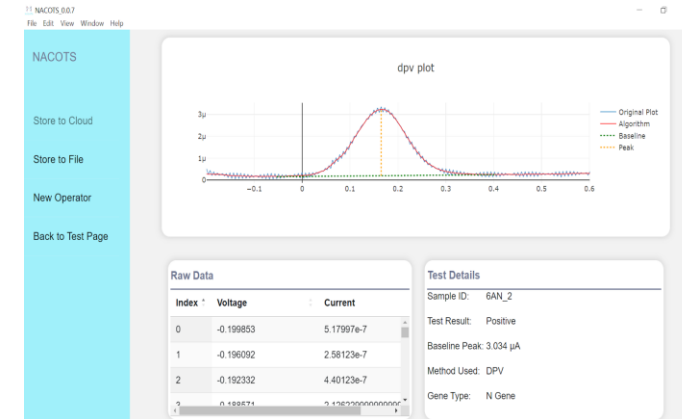 NACOTS_0.0.7
File Edit View Window Help
NACOTS
Store to Cloud
Store to File
New Operator
Back to Test Page
dpv plot
3μ
2μ
1μ
0
−0.1 0 0.1 0.2 0.3 0.4 0.5 0.6
Original Plot
Algorithm
Baseline
Peak
Raw Data
Index Voltage Current
0 -0.199853 5.17997e-7
1 -0.196092 2.58123e-7
2 -0.192332 4.40123e-7
3 -0.188571
Test Details
Sample ID: 6AN_2
Test Result: Positive
Baseline Peak: 3.034 μA
Method Used: DPV
Gene Type: N Gene